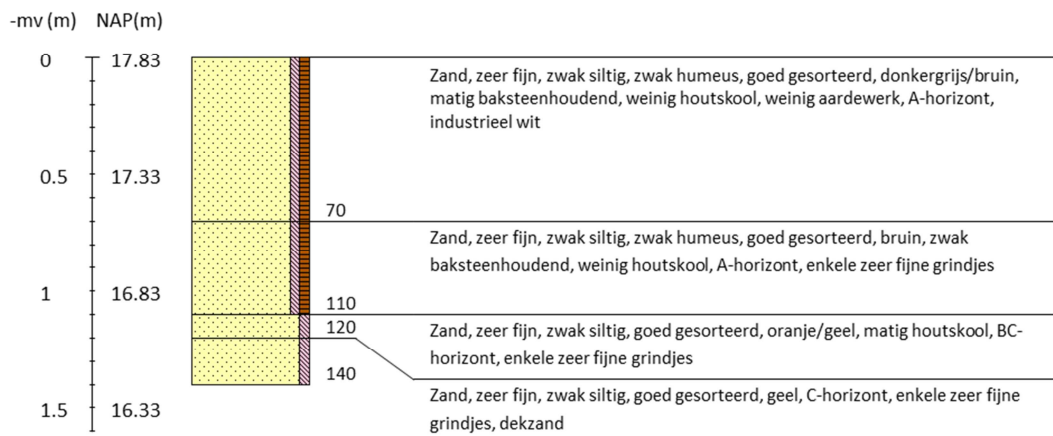 -mv (m) NAP(m)
0 17.83
Zand, zeer fijn, zwak siltig, zwak humeus, goed gesorteerd, donkergrijs/bruin,
matig baksteenhoudend, weinig houtskool, weinig aardewerk, A-horizont,
industrieel wit
0.5 17.33
70
Zand, zeer fijn, zwak siltig, zwak humeus, goed gesorteerd, bruin, zwak
baksteenhoudend, weinig houtskool, A-horizont, enkele zeer fijne grindjes
1 16.83
110
120
Zand, zeer fijn, zwak siltig, goed gesorteerd, oranje/geel, matig houtskool, BC-
horizont, enkele zeer fijne grindjes
140
Zand, zeer fijn, zwak siltig, goed gesorteerd, geel, C-horizont, enkele zeer fijne
grindjes, dekzand
1.5 16.33